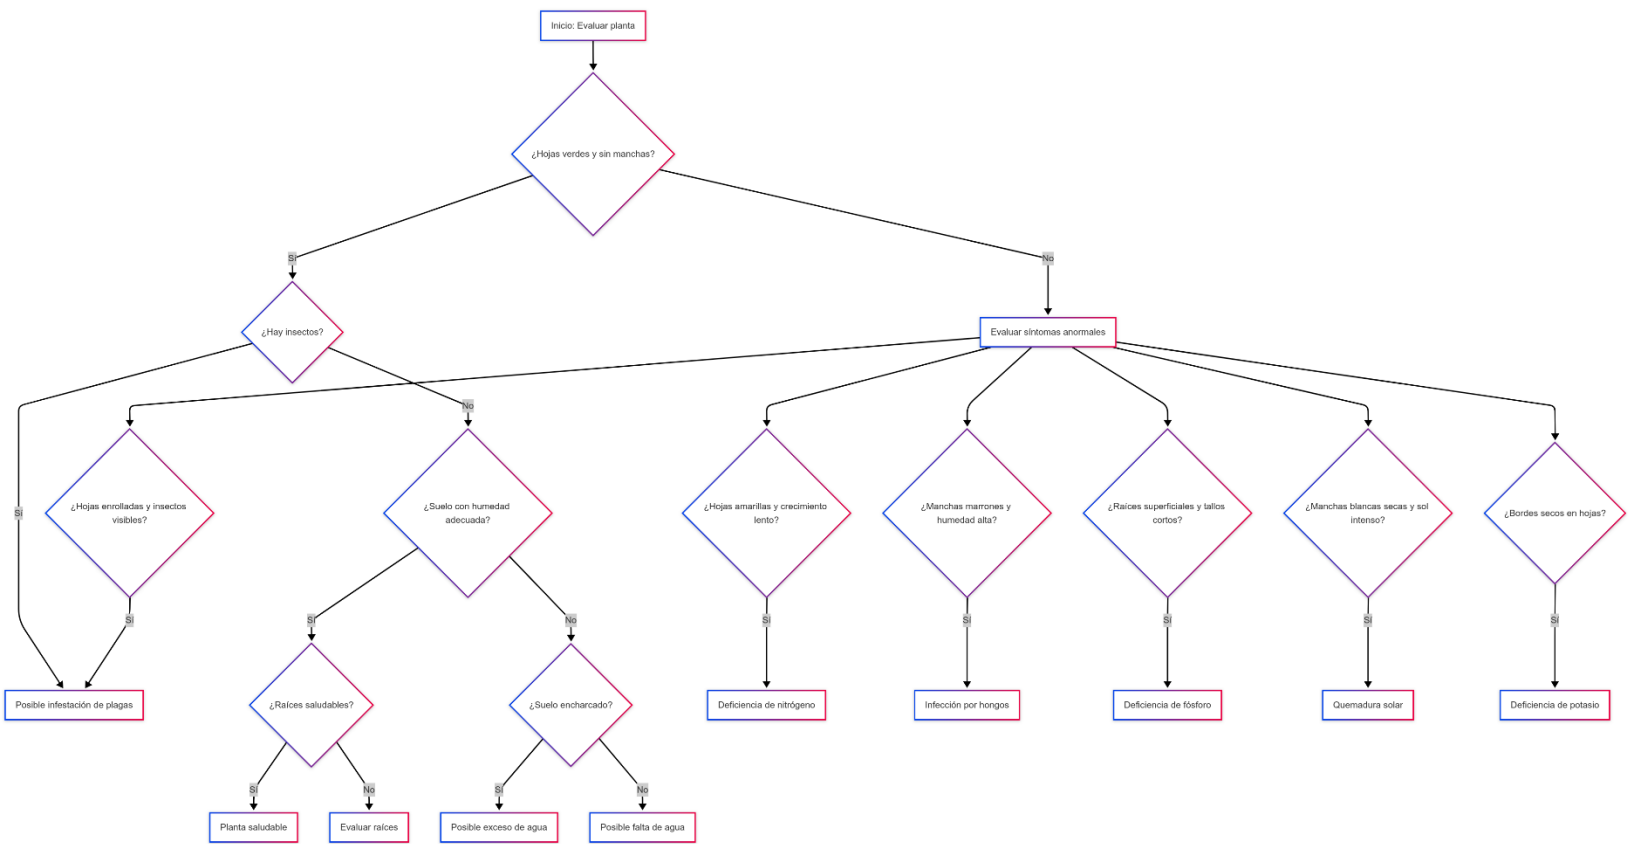 Inicio: Evaluar planta
¿Hojas verdes y sin manchas?
Sí
No
¿Hay insectos?
Evaluar síntomas anormales
No
Sí
¿Hojas enrolladas y insectos
visibles?
¿Suelo con humedad
adecuada?
¿Hojas amarillas y crecimiento
lento?
¿Manchas marrones y
humedad alta?
¿Raíces superficiales y tallos
cortos?
¿Manchas blancas secas y sol
intenso?
¿Bordes secos en hojas?
Sí
Sí
No
Sí
Sí
Sí
Sí
Sí
Posible infestación de plagas
¿Raíces saludables?
¿Suelo encharcado?
Deficiencia de nitrógeno
Infección por hongos
Deficiencia de fósforo
Quemadura solar
Deficiencia de potasio
Sí
No
Sí
No
Planta saludable
Evaluar raíces
Posible exceso de agua
Posible falta de agua